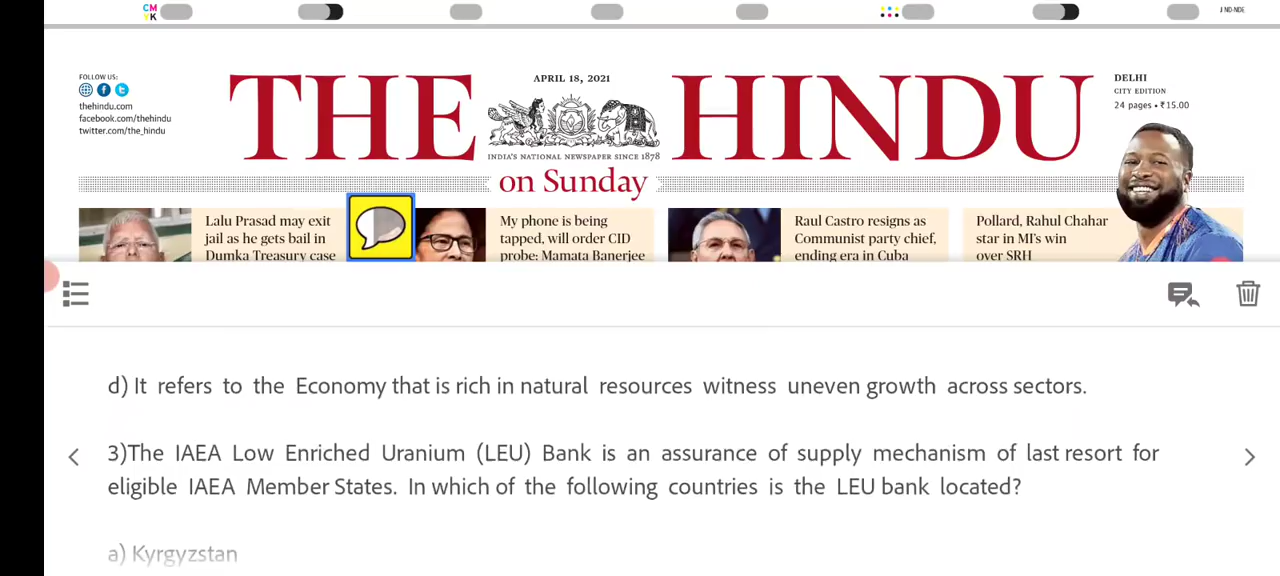 CM
YK
J ND-NDE
FOLLOW US:
thehindu.com
facebook.com/thehindu
twitter.com/the_hindu
THE HINDU
APRIL 18, 2021
INDIA'S NATIONAL NEWSPAPER SINCE 1878
on Sunday
DELHI
CITY EDITION
24 pages • ₹15.00
Lalu Prasad may exit
jail as he gets bail in
Dumka Treasury case
My phone is being
tapped, will order CID
probe: Mamata Banerjee
Raul Castro resigns as
Communist party chief,
ending era in Cuba
Pollard, Rahul Chahar
star in MI's win
over SRH
d) It refers to the Economy that is rich in natural resources witness uneven growth across sectors.
3)The IAEA Low Enriched Uranium (LEU) Bank is an assurance of supply mechanism of last resort for
eligible IAEA Member States. In which of the following countries is the LEU bank located?
a) Kyrgyzstan